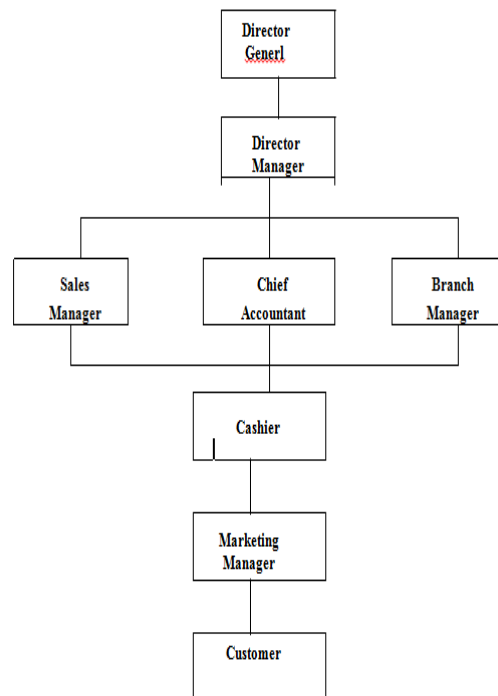 Director
Generl
Director
Manager
Sales
Manager
Chief
Accountant
Branch
Manager
Cashier
Marketing
Manager
Customer